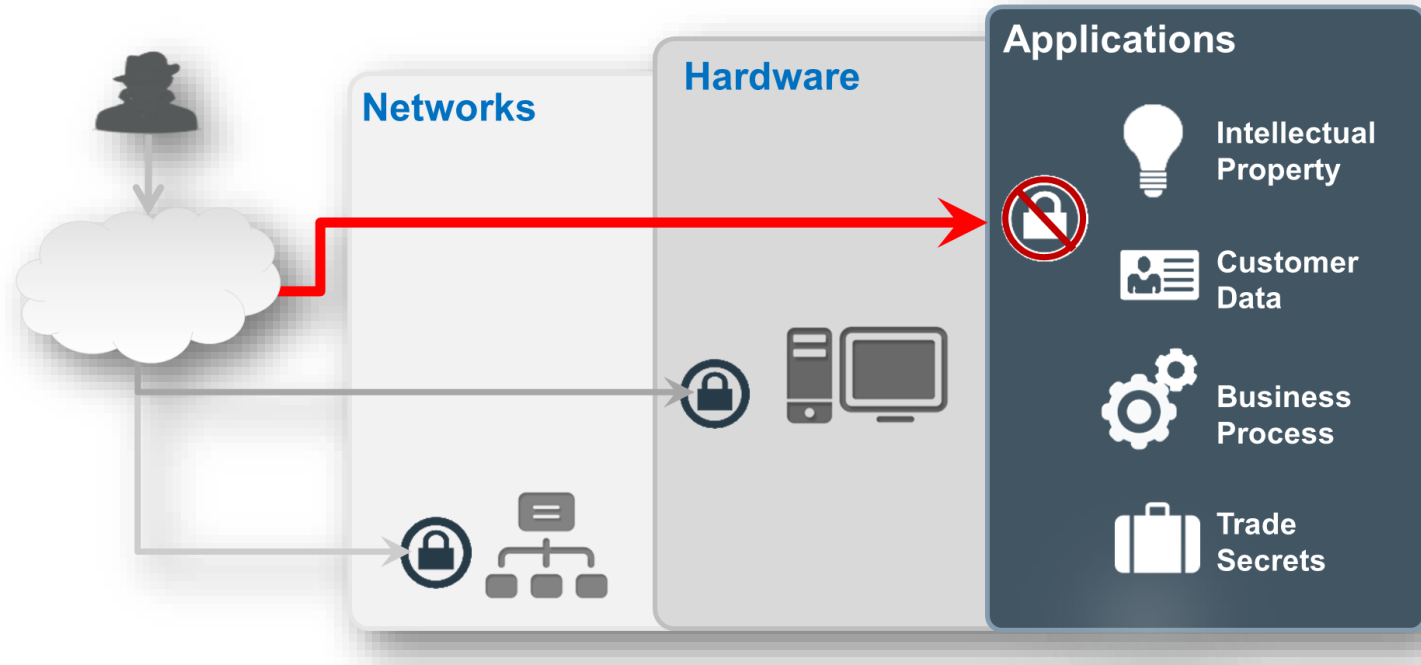 Networks
Hardware
Applications
Intellectual
Property
Customer
Data
Business
Process
Trade
Secrets